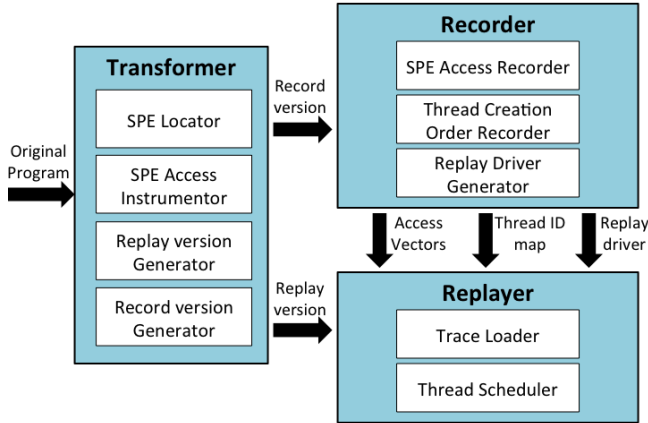 Original
Program
Transformer
SPE Locator
SPE Access
Instrumentor
Replay version
Generator
Record version
Generator
Record
version
Replay
version
Recorder
SPE Access Recorder
Thread Creation
Order Recorder
Replay Driver
Generator
Access
Vectors
Thread ID
map
Replay
driver
Replayer
Trace Loader
Thread Scheduler